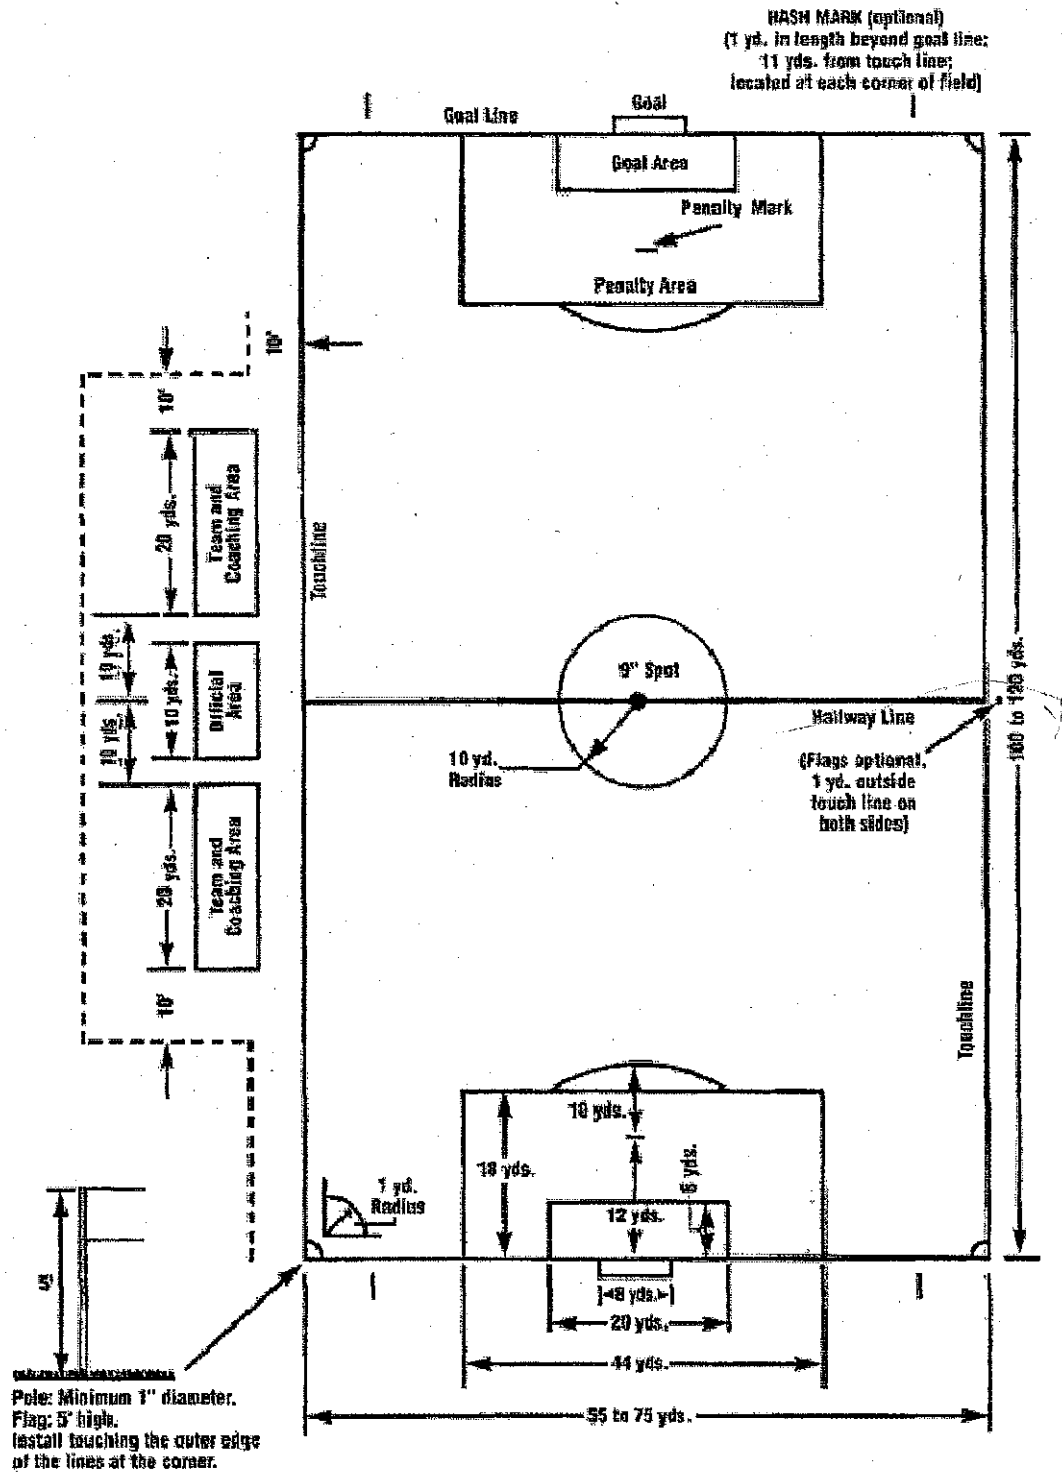 HASH MARK (optional)
(1 yd. in length beyond goal line;
11 yds. from touch line;
located at each corner of field)
Goal Line
Goal
Goal Area
Penalty Mark
Penalty Area
10'
10'
20 yds.
Team and
Coaching Area
Touchline
10 yds.
10 yds.
10 yds.
Official
Area
9" Spot
Halfway Line
10 yd.
Radius
(Flags optional,
1 yd. outside
touch line on
both sides)
100 to 120 yds.
20 yds.
Team and
Coaching Area
10'
Touchline
10 yds.
18 yds.
6 yds.
12 yds.
1 yd.
Radius
5'
8 yds.
20 yds.
44 yds.
55 to 75 yds.
Pole: Minimum 1" diameter.
Flag: 5' high.
Install touching the outer edge
of the lines at the corner.